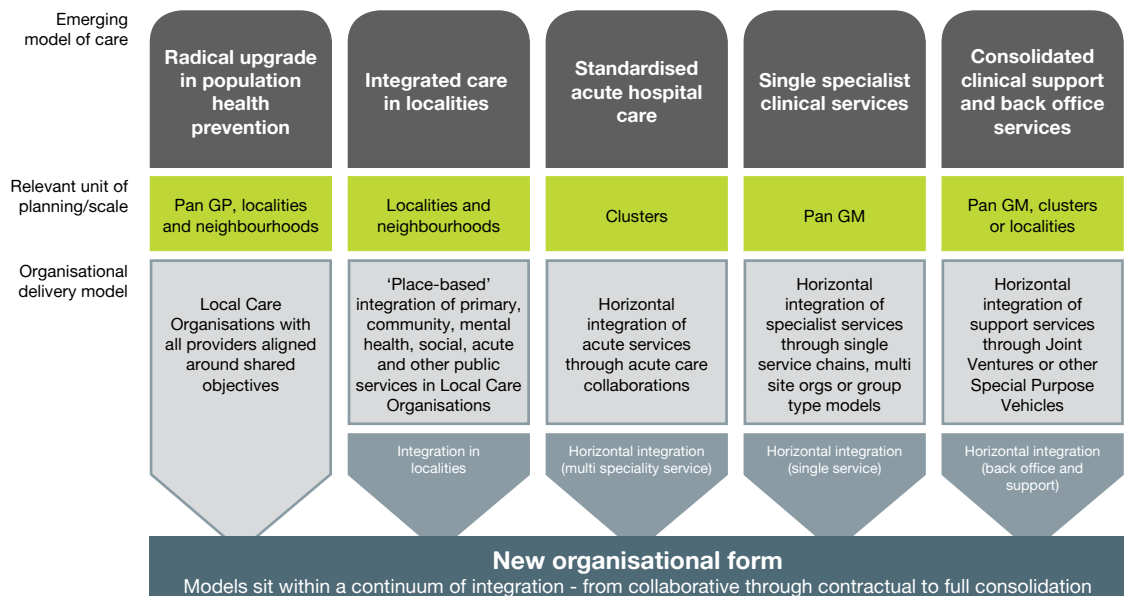 Emerging
model of care
Radical upgrade
in population
health
prevention
Integrated care
in localities
Standardised
acute hospital
care
Single specialist
clinical services
Consolidated
clinical support
and back office
services
Relevant unit of
planning/scale
Pan GP, localities
and neighbourhoods
Localities and
neighbourhoods
Clusters
Pan GM
Pan GM, clusters
or localities
Organisational
delivery model
Local Care
Organisations with
all providers aligned
around shared
objectives
‘Place-based’
integration of primary,
community, mental
health, social, acute
and other public
services in Local Care
Organisations
Horizontal
integration of
acute services
through acute care
collaborations
Horizontal
integration of
specialist services
through single
service chains, multi
site orgs or group
type models
Horizontal
integration of
support services
through Joint
Ventures or other
Special Purpose
Vehicles
Integration in
localities
Horizontal integration
(multi speciality service)
Horizontal integration
(single service)
Horizontal integration
(back office and
support)
New organisational form
Models sit within a continuum of integration - from collaborative through contractual to full consolidation